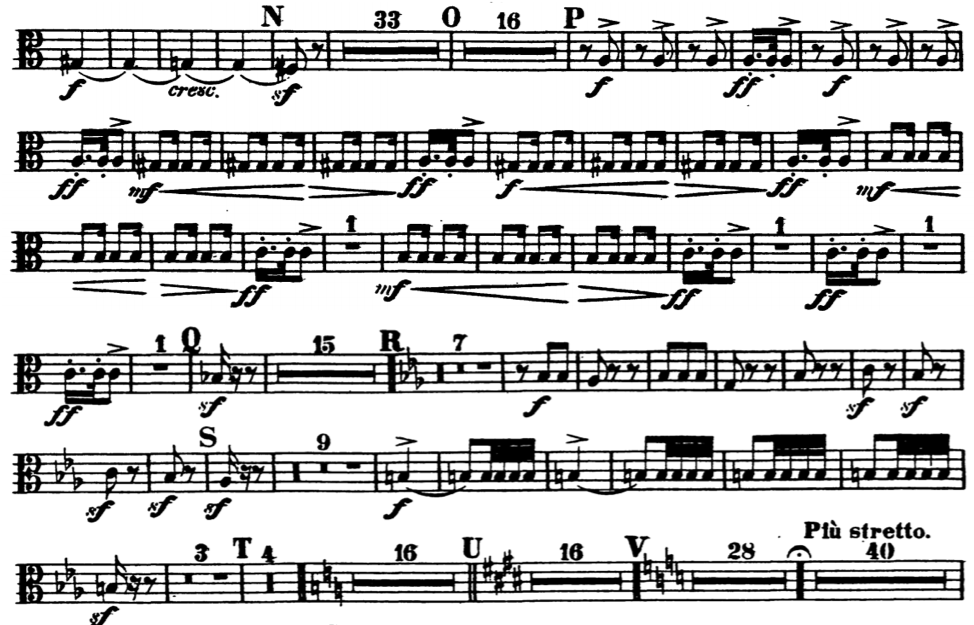 N 33 O 16 P
f cresc. sf f ff f
ff mf ff f ff mf
1 1 1
ff mf ff ff
1 Q 15 R 7
ff sf f sf sf
S 9
sf sf sf f
Più stretto.
3 T 4 16 U 16 V 28 40
sf